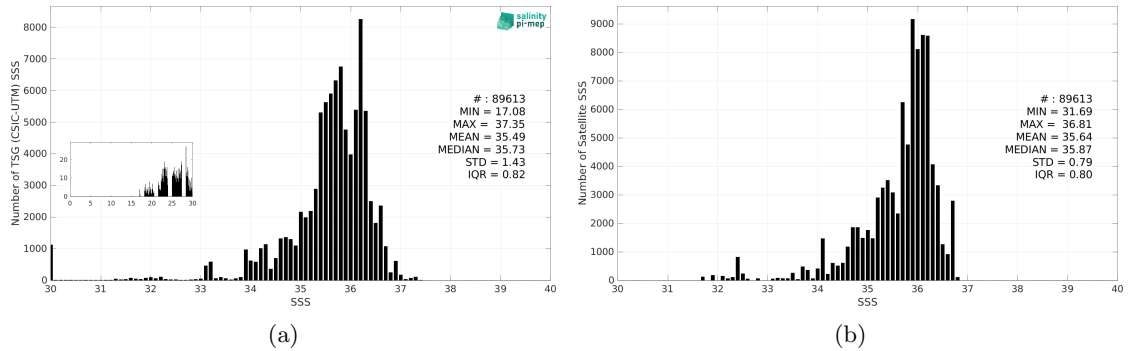 salinity
pi-mep
Number of TSG (CSIC-UTM) SSS
8000
7000
6000
5000
4000
3000
2000
1000
0
# : 89613
MIN = 17.08
MAX = 37.35
MEAN = 35.49
MEDIAN = 35.73
STD = 1.43
IQR = 0.82
20
10
0
0 5 10 15 20 25 30
30 32 34 36 38 40
31 33 35 37 39
SSS
(a)
Number of Satellite SSS
9000
8000
7000
6000
5000
4000
3000
2000
1000
0
# : 89613
MIN = 31.69
MAX = 36.81
MEAN = 35.64
MEDIAN = 35.87
STD = 0.79
IQR = 0.80
30 31 32 33 34 35 36 37 38 39 40
SSS
(b)